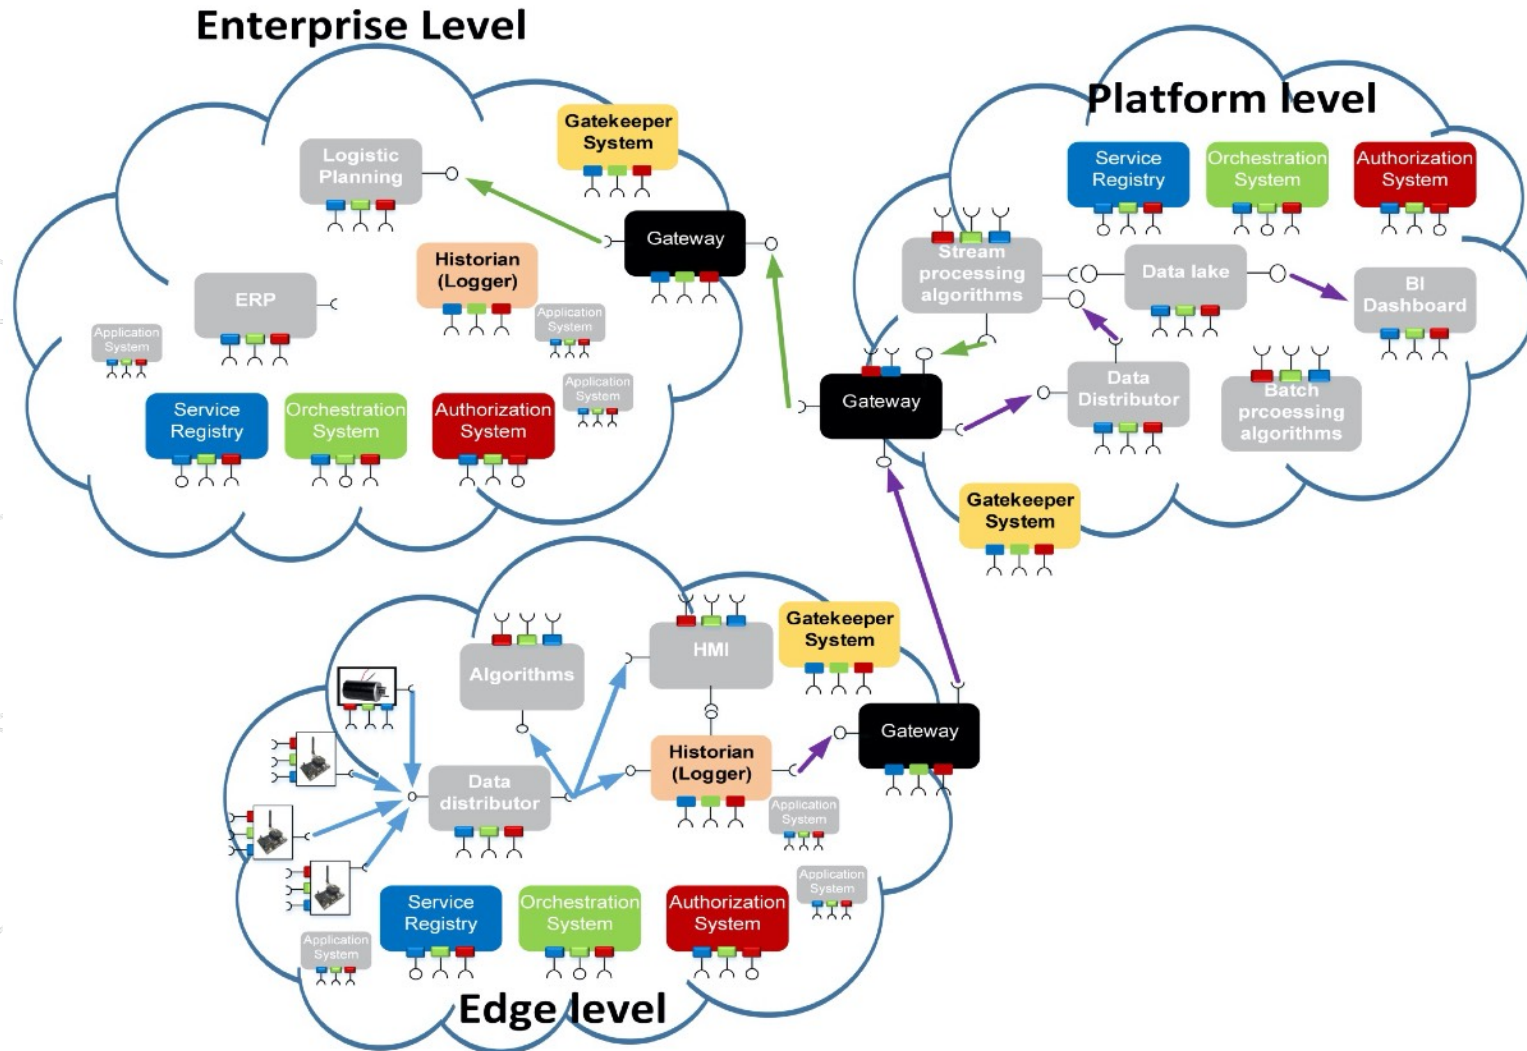 Enterprise Level
Gatekeeper
System
Logistic
Planning
Gateway
Historian
(Logger)
ERP
Application
System
Application
System
Application
System
Service
Registry
Orchestration
System
Authorization
System
Platform level
Service
Registry
Orchestration
System
Authorization
System
Stream
processing
algorithms
Data lake
BI
Dashboard
Gateway
Data
Distributor
Batch
prcoessing
algorithms
Gatekeeper
System
Algorithms
HMI
Gatekeeper
System
Gateway
Historian
(Logger)
Data
distributor
Application
System
Application
System
Service
Registry
Orchestration
System
Authorization
System
Application
System
Edge level